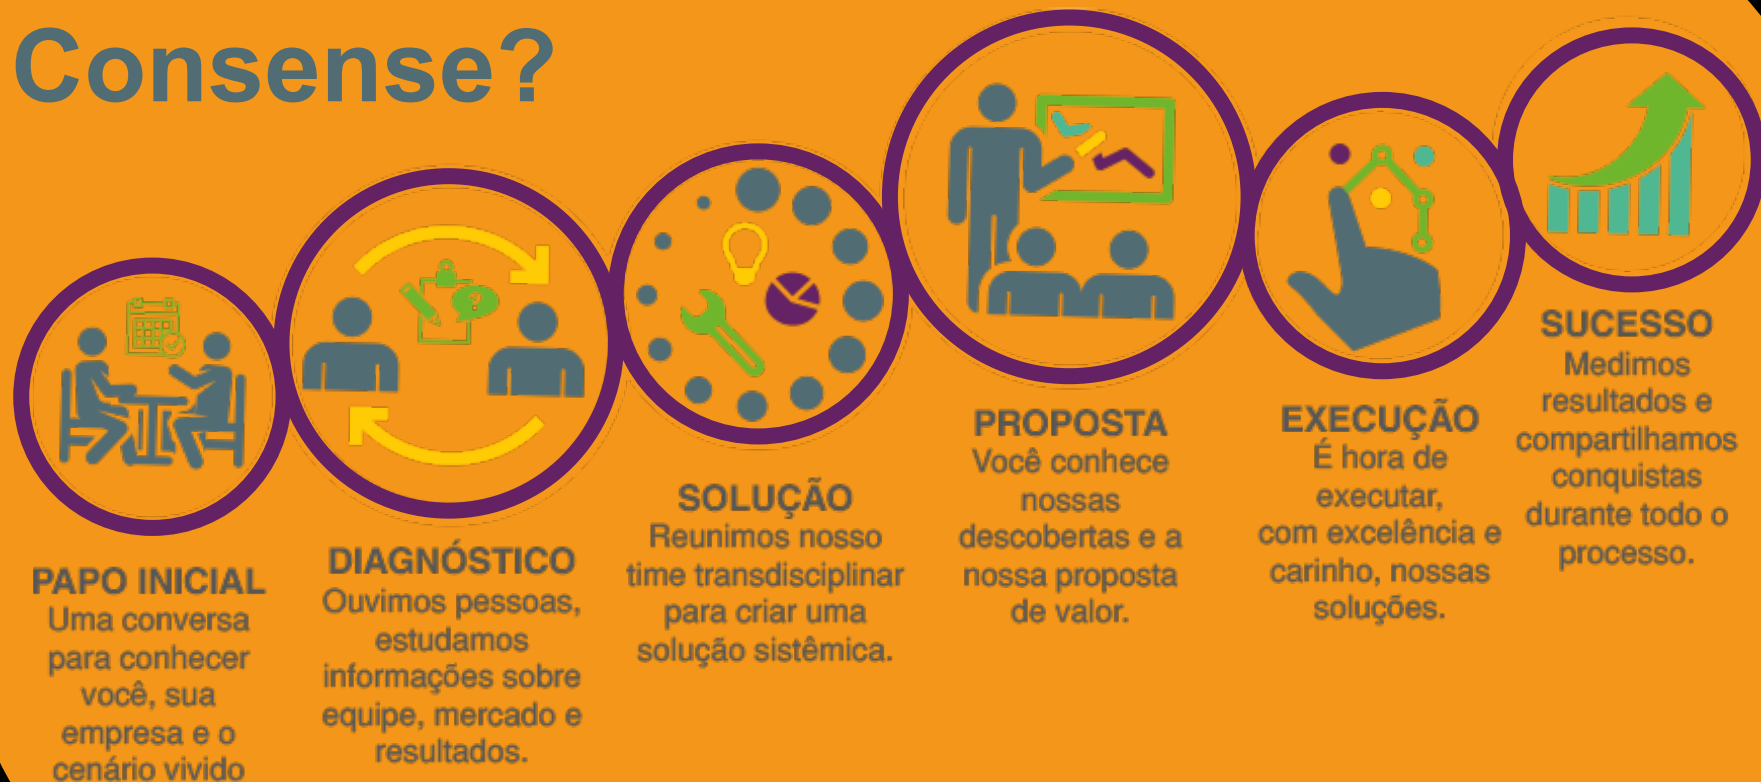 Consense?
PAPO INICIAL
Uma conversa
para conhecer
você, sua
empresa e o
cenário vivido
DIAGNÓSTICO
Ouvimos pessoas,
estudamos
informações sobre
equipe, mercado e
resultados.
SOLUÇÃO
Reunimos nosso
time transdisciplinar
para criar uma
solução sistêmica.
PROPOSTA
Você conhece
nossas
descobertas e a
nossa proposta
de valor.
EXECUÇÃO
É hora de
executar,
com excelência e
carinho, nossas
soluções.
SUCESSO
Medimos
resultados e
compartilhamos
conquistas
durante todo o
processo.